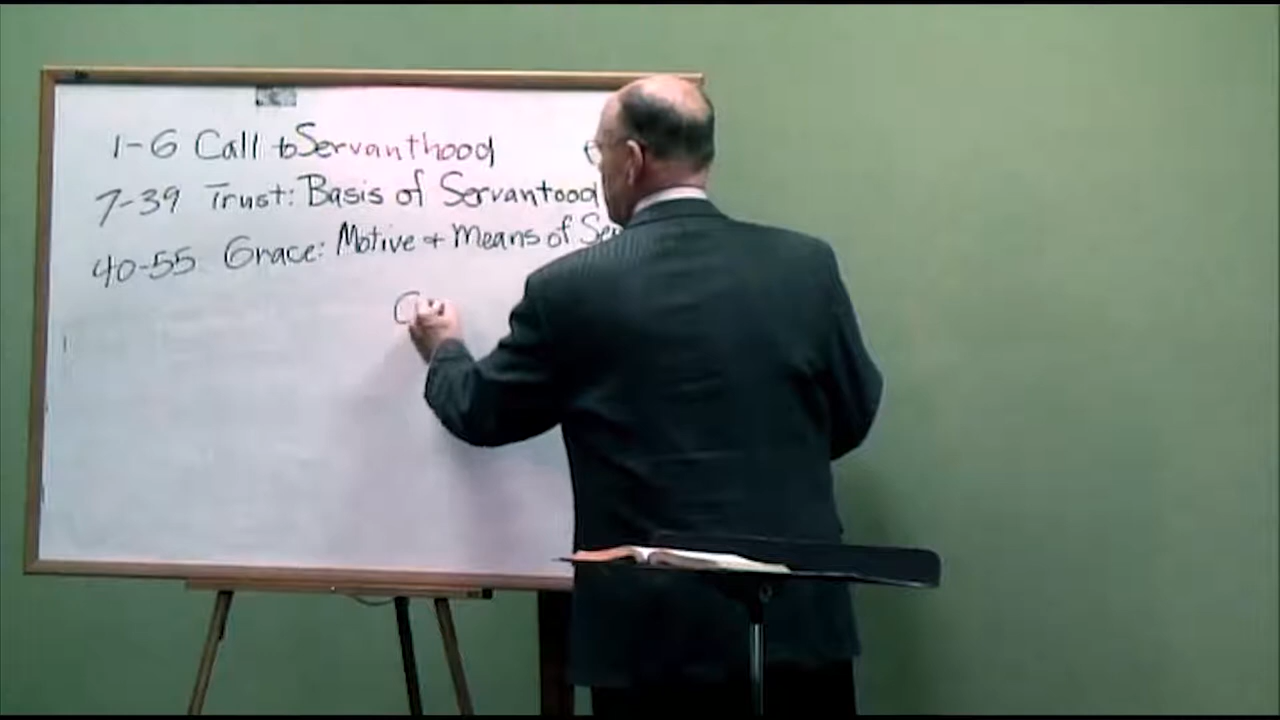 1-6 Call to Servanthood
7-39 Trust: Basis of Servantood
40-55 Grace: Motive + Means of